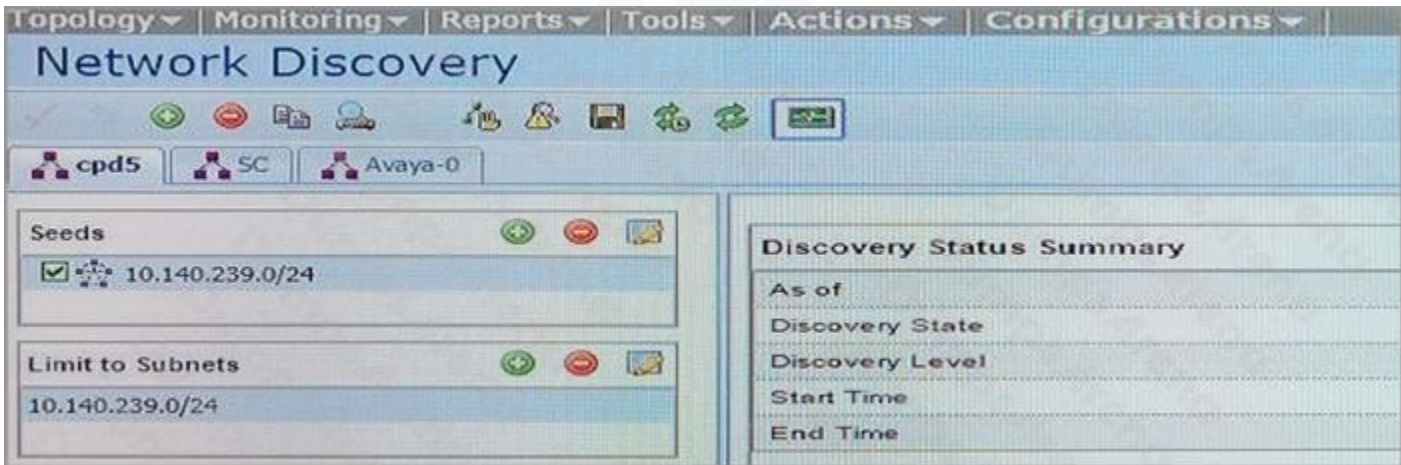 Topology Monitoring Reports Tools Actions Configurations
Network Discovery
cpd5 SC Avaya-0
Seeds
10.140.239.0/24
Limit to Subnets
10.140.239.0/24
Discovery Status Summary
As of
Discovery State
Discovery Level
Start Time
End Time